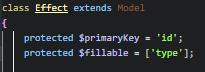 class Effect extends Model
{
    protected $primaryKey = 'id';
    protected $fillable = ['type'];